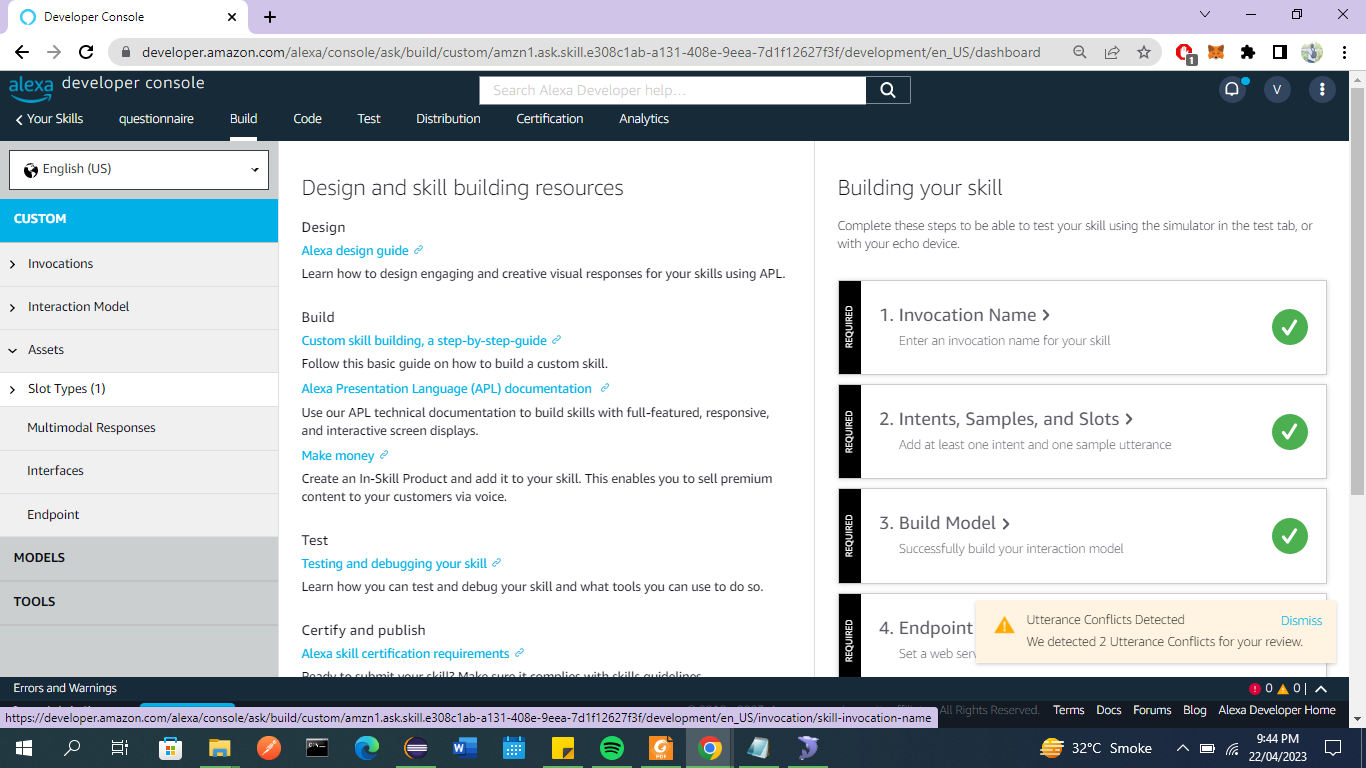 Developer Console
developer.amazon.com/alexa/console/ask/build/custom/amzn1.ask.skill.e308c1ab-a131-408e-9eea-7d1f12627f3f/development/en_US/dashboard
1
alexa developer console
Search Alexa Developer help...
V
Your Skills
questionnaire
Build
Code
Test
Distribution
Certification
Analytics
English (US)
CUSTOM
Invocations
Interaction Model
Assets
Slot Types (1)
Multimodal Responses
Interfaces
Endpoint
MODELS
TOOLS
Design and skill building resources
Design
Alexa design guide
Learn how to design engaging and creative visual responses for your skills using APL.
Build
Custom skill building, a step-by-step-guide
Follow this basic guide on how to build a custom skill.
Alexa Presentation Language (APL) documentation
Use our APL technical documentation to build skills with full-featured, responsive,
and interactive screen displays.
Make money
Create an In-Skill Product and add it to your skill. This enables you to sell premium
content to your customers via voice.
Test
Testing and debugging your skill
Learn how you can test and debug your skill and what tools you can use to do so.
Certify and publish
Alexa skill certification requirements
Ready to submit your skill? Make sure it complies with skills guidelines
Building your skill
Complete these steps to be able to test your skill using the simulator in the test tab, or
with your echo device.
REQUIRED
1. Invocation Name
Enter an invocation name for your skill
REQUIRED
2. Intents, Samples, and Slots
Add at least one intent and one sample utterance
REQUIRED
3. Build Model
Successfully build your interaction model
REQUIRED
4. Endpoint
Set a web serv
Utterance Conflicts Detected
Dismiss
We detected 2 Utterance Conflicts for your review.
Errors and Warnings
0
0 |
https://developer.amazon.com/alexa/console/ask/build/custom/amzn1.ask.skill.e308c1ab-a131-408e-9eea-7d1f12627f3f/development/en_US/invocation/skill-invocation-name
All Rights Reserved.
Terms
Docs
Forums
Blog
Alexa Developer Home
32°C Smoke
9:44 PM
22/04/2023